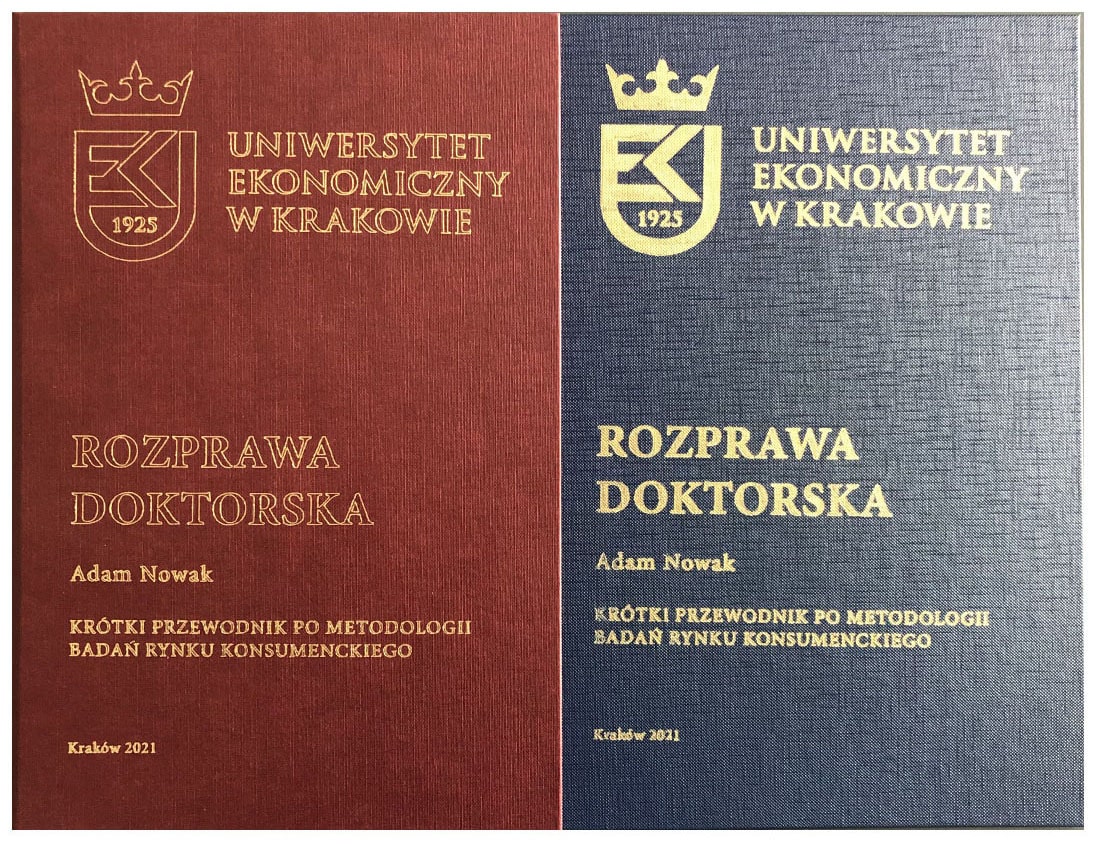 1925
UNIWERSYTET
EKONOMICZNY
W KRAKOWIE
ROZPRAWA
DOKTORSKA
Adam Nowak
KRÓTKI PRZEWODNIK PO METODOLOGII
BADAŃ RYNKU KONSUMENCKIEGO
Kraków 2021
1925
UNIWERSYTET
EKONOMICZNY
W KRAKOWIE
ROZPRAWA
DOKTORSKA
Adam Nowak
KRÓTKI PRZEWODNIK PO METODOLOGII
BADAŃ RYNKU KONSUMENCKIEGO
Kraków 2021